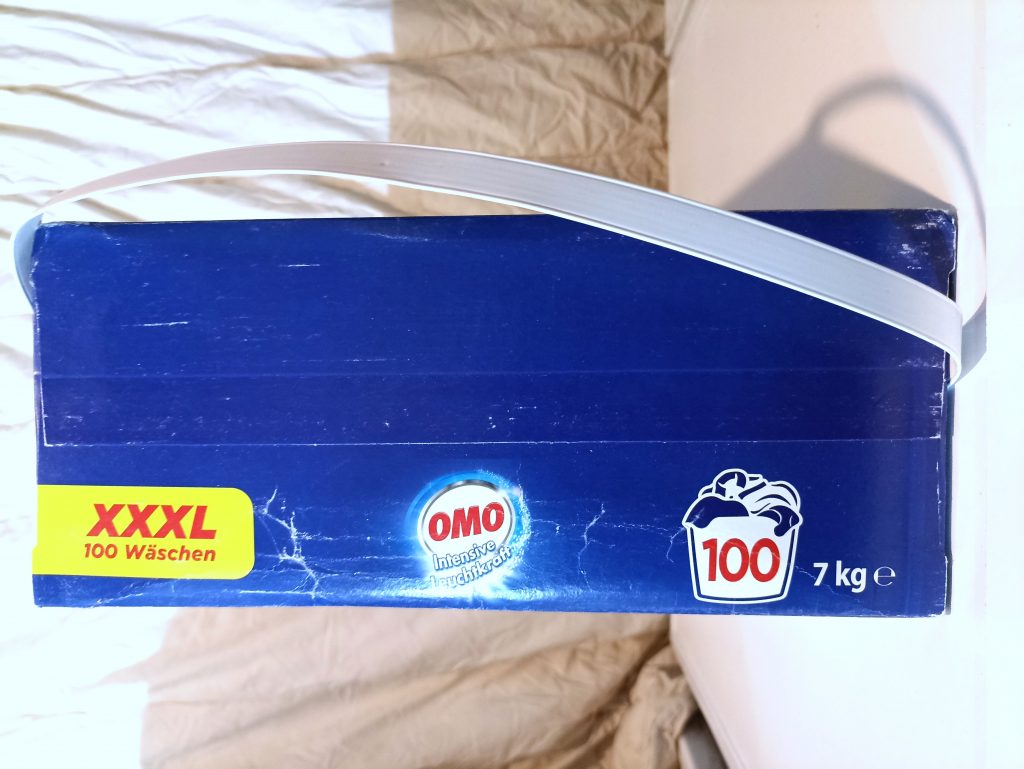 XXXL
100 Wäschen
OMO
Intensive
Leuchtkraft
100
7 kg ℮